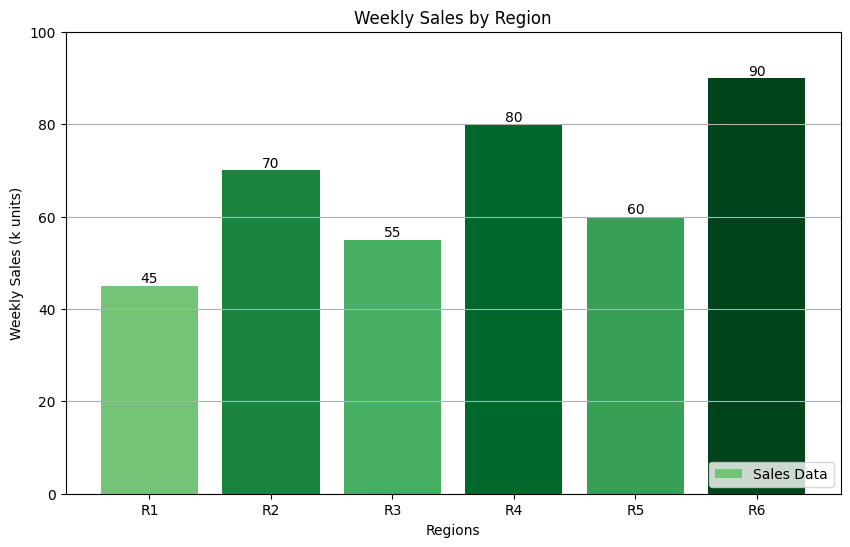 Weekly Sales by Region
Weekly Sales (k units)
100
80
60
40
20
0
45
70
55
80
60
90
Sales Data
R1 R2 R3 R4 R5 R6
Regions